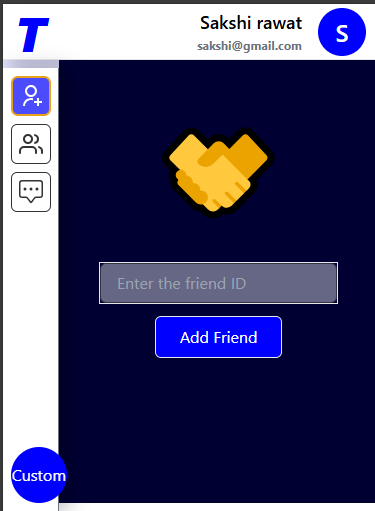 T
Sakshi rawat
sakshi@gmail.com
S
Enter the friend ID
Add Friend
Custom